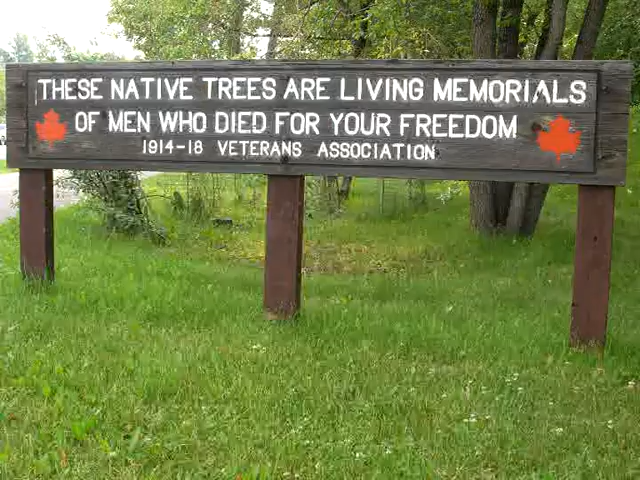 THESE NATIVE TREES ARE LIVING MEMORIALS
OF MEN WHO DIED FOR YOUR FREEDOM
1914-18 VETERANS ASSOCIATION